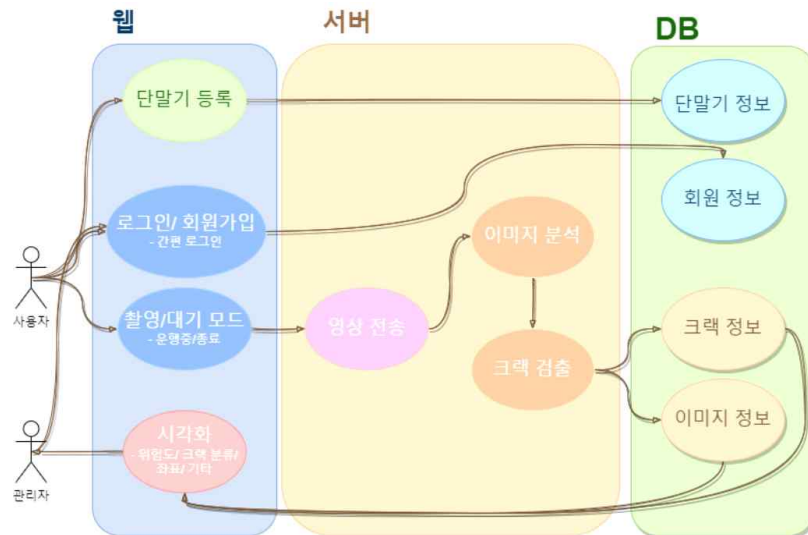 웹
서버
DB
단말기 등록
단말기 정보
로그인/ 회원가입
- 간편 로그인
회원 정보
이미지 분석
사용자
촬영/대기 모드
- 운행중/종료
영상 전송
크랙 정보
크랙 검출
이미지 정보
시각화
- 위험도/ 크랙 분류/
좌표/ 기타
관리자